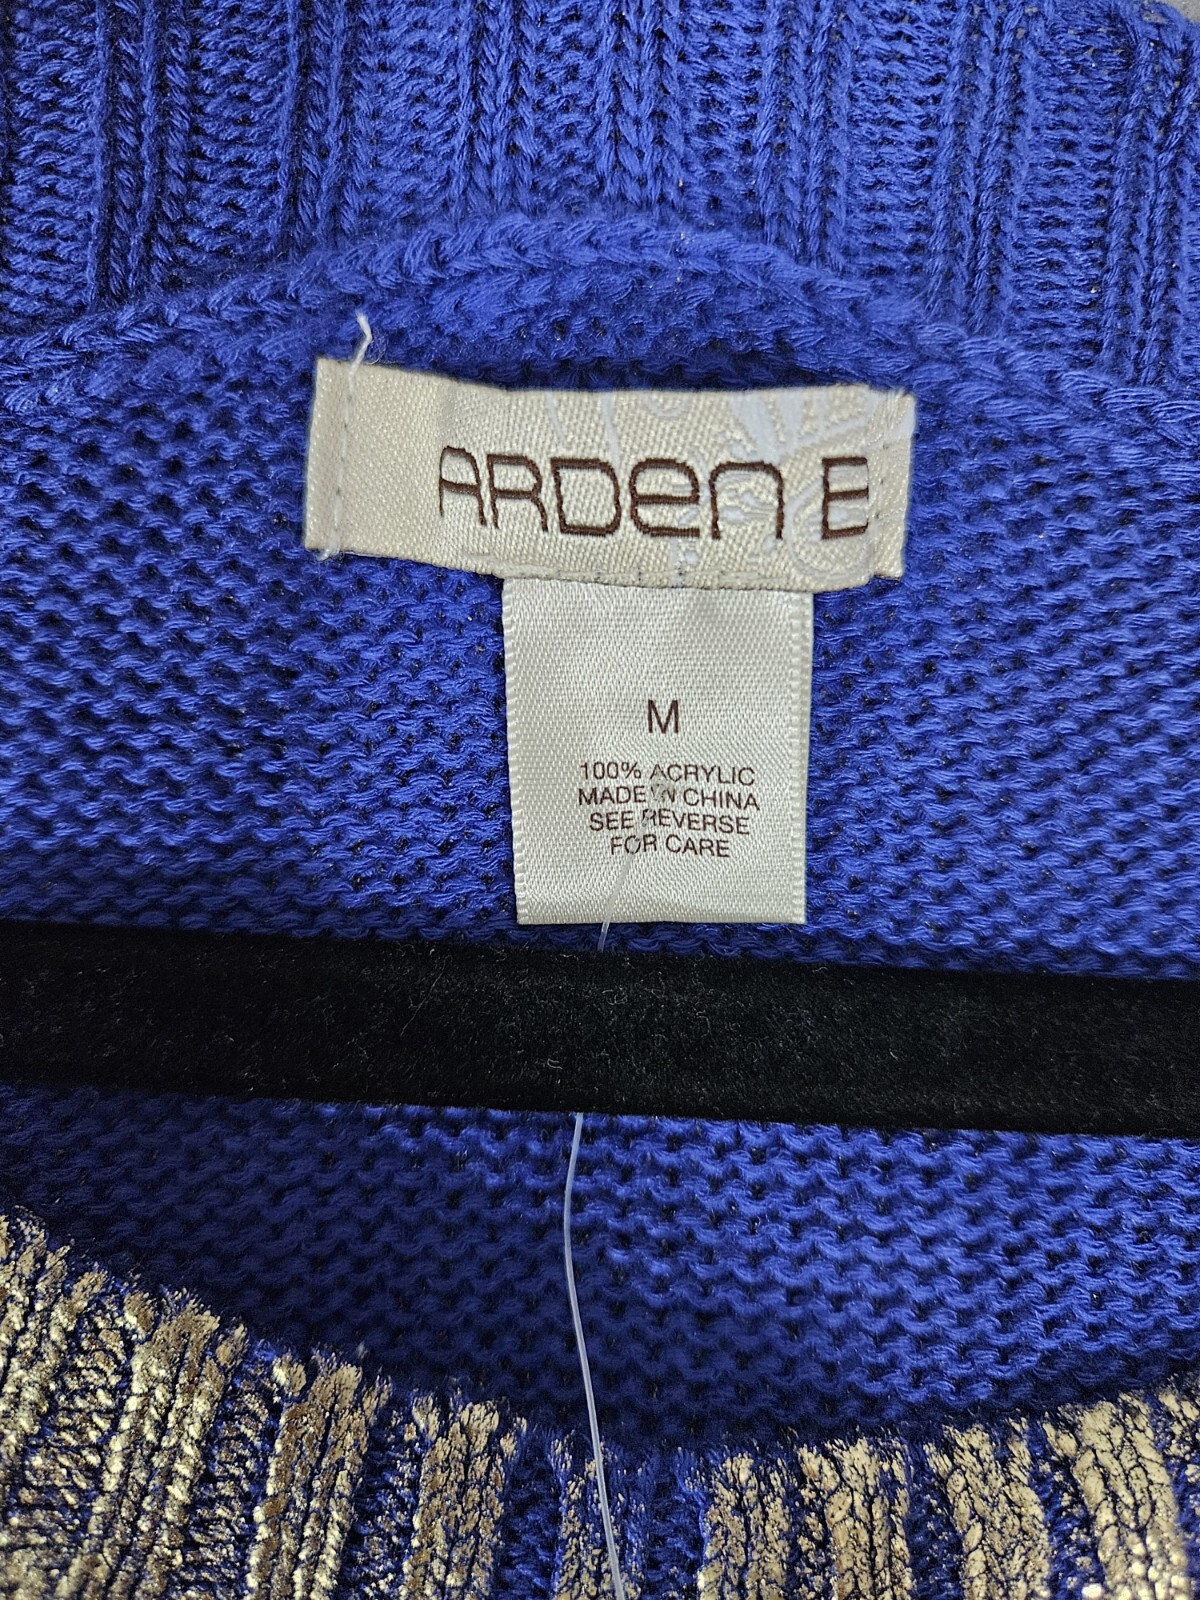 ARDen E
M
100% ACRYLIC
MADE IN CHINA
SEE REVERSE
FOR CARE